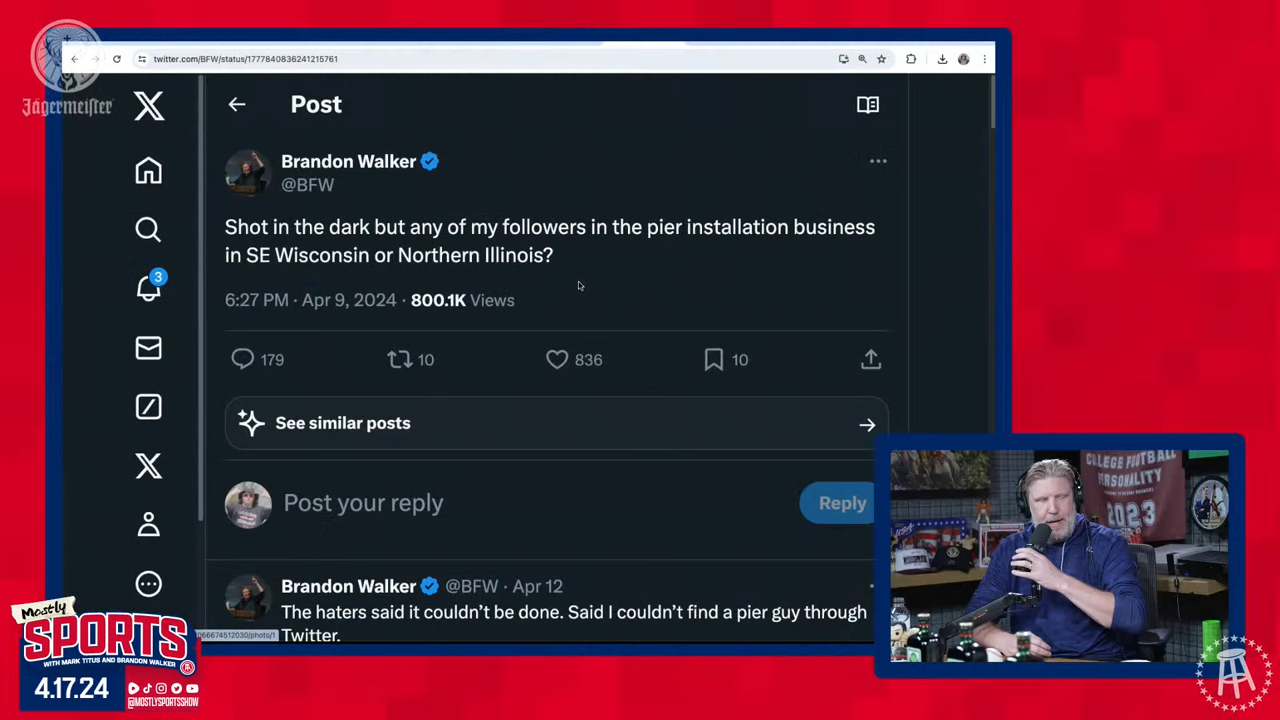 Jägermeister
twitter.com/BFW/status/1777840836241215761
Post
Brandon Walker
@BFW
Shot in the dark but any of my followers in the pier installation business
in SE Wisconsin or Northern Illinois?
6:27 PM · Apr 9, 2024 · 800.1K Views
3
179
10
836
10
See similar posts
Post your reply
Reply
Brandon Walker @BFW · Apr 12
The haters said it couldn't be done. Said I couldn't find a pier guy through
Twitter.
066674512030/photo/1
COLLEGE FOOTBALL
PERSONALITY
2023
Mostly
SPORTS
WITH MARK TITUS AND BRANDON WALKER
4.17.24
@MOSTLYSPORTSSHOW